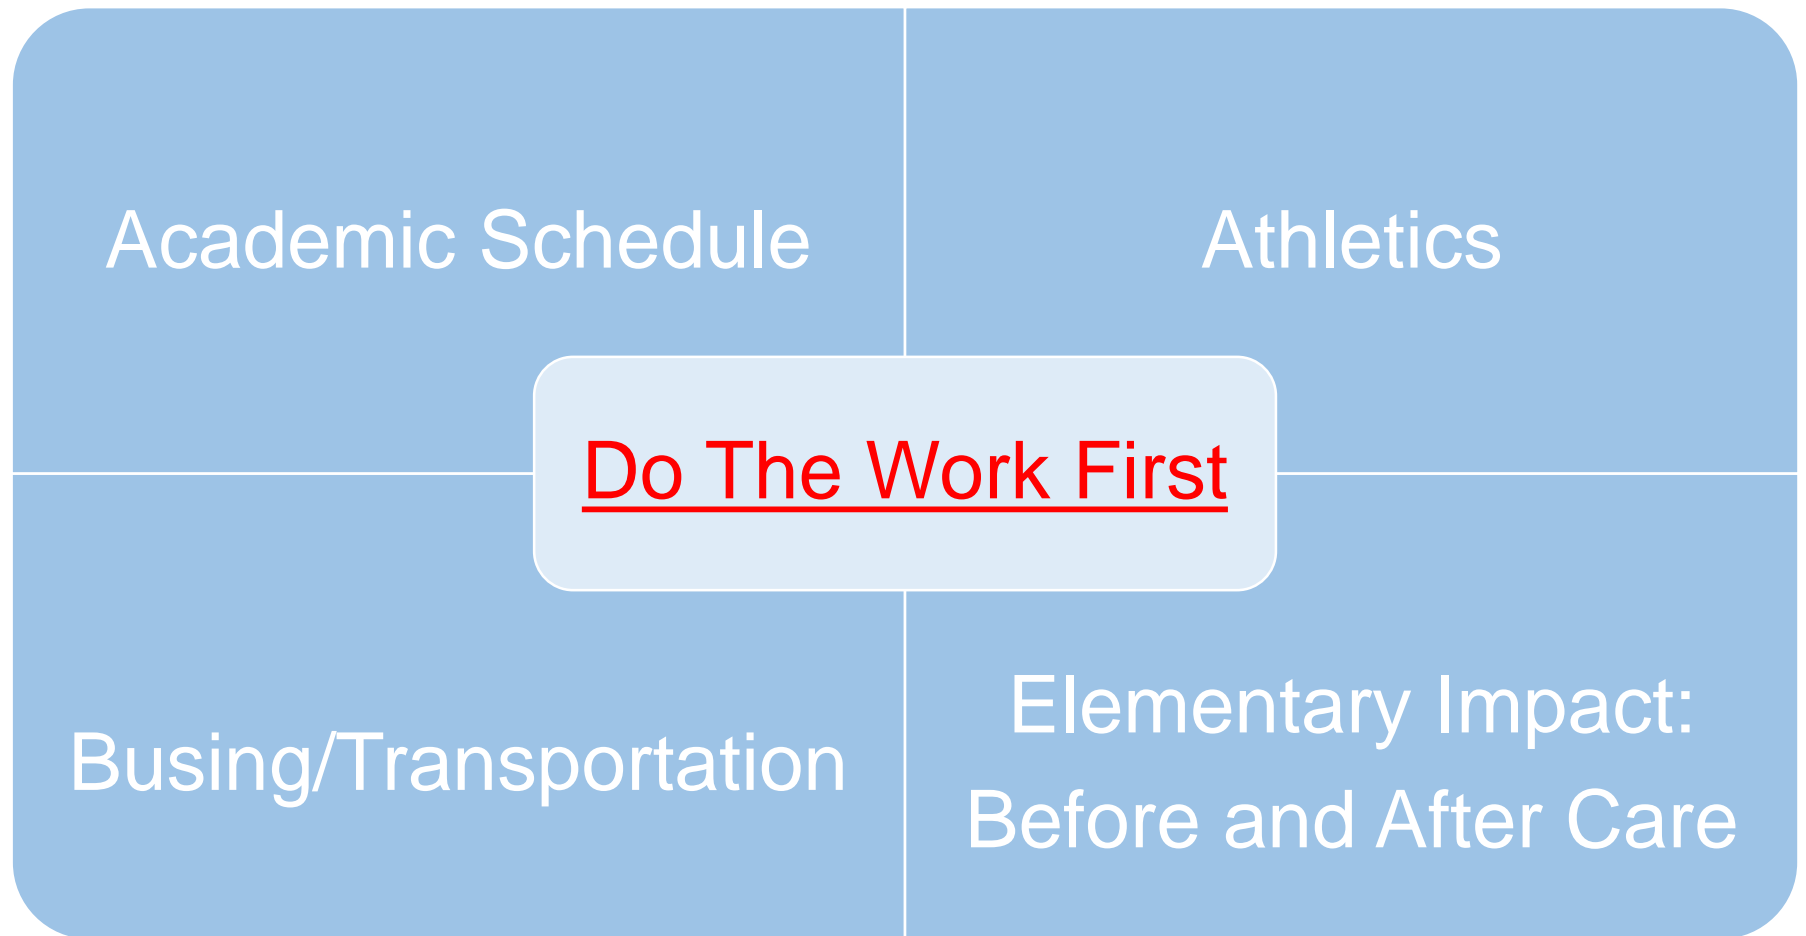 Academic Schedule
Athletics
Do The Work First
Busing/Transportation
Elementary Impact:
Before and After Care